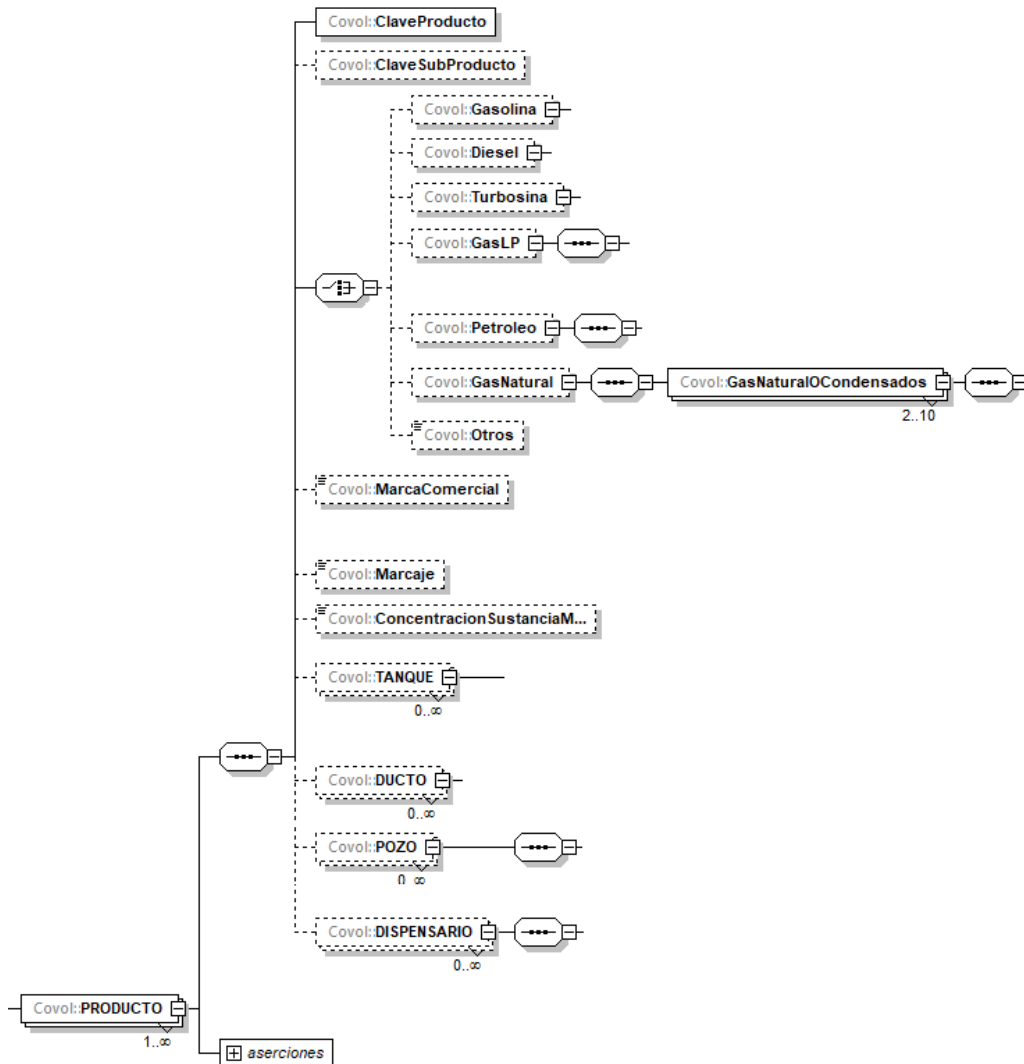 Covol::ClaveProducto
Covol::ClaveSubProducto
Covol::Gasolina
Covol::Diesel
Covol::Turbosina
Covol::GasLP
Covol::Petroleo
Covol::GasNatural
Covol::GasNaturalOCondensados
2..10
Covol::Otros
Covol::MarcaComercial
Covol::Marcaje
Covol::ConcentracionSustanciaM...
Covol::TANQUE
0..∞
Covol::DUCTO
0..∞
Covol::POZO
0..∞
Covol::DISPENSARIO
0..∞
Covol::PRODUCTO
1..∞
aserciones